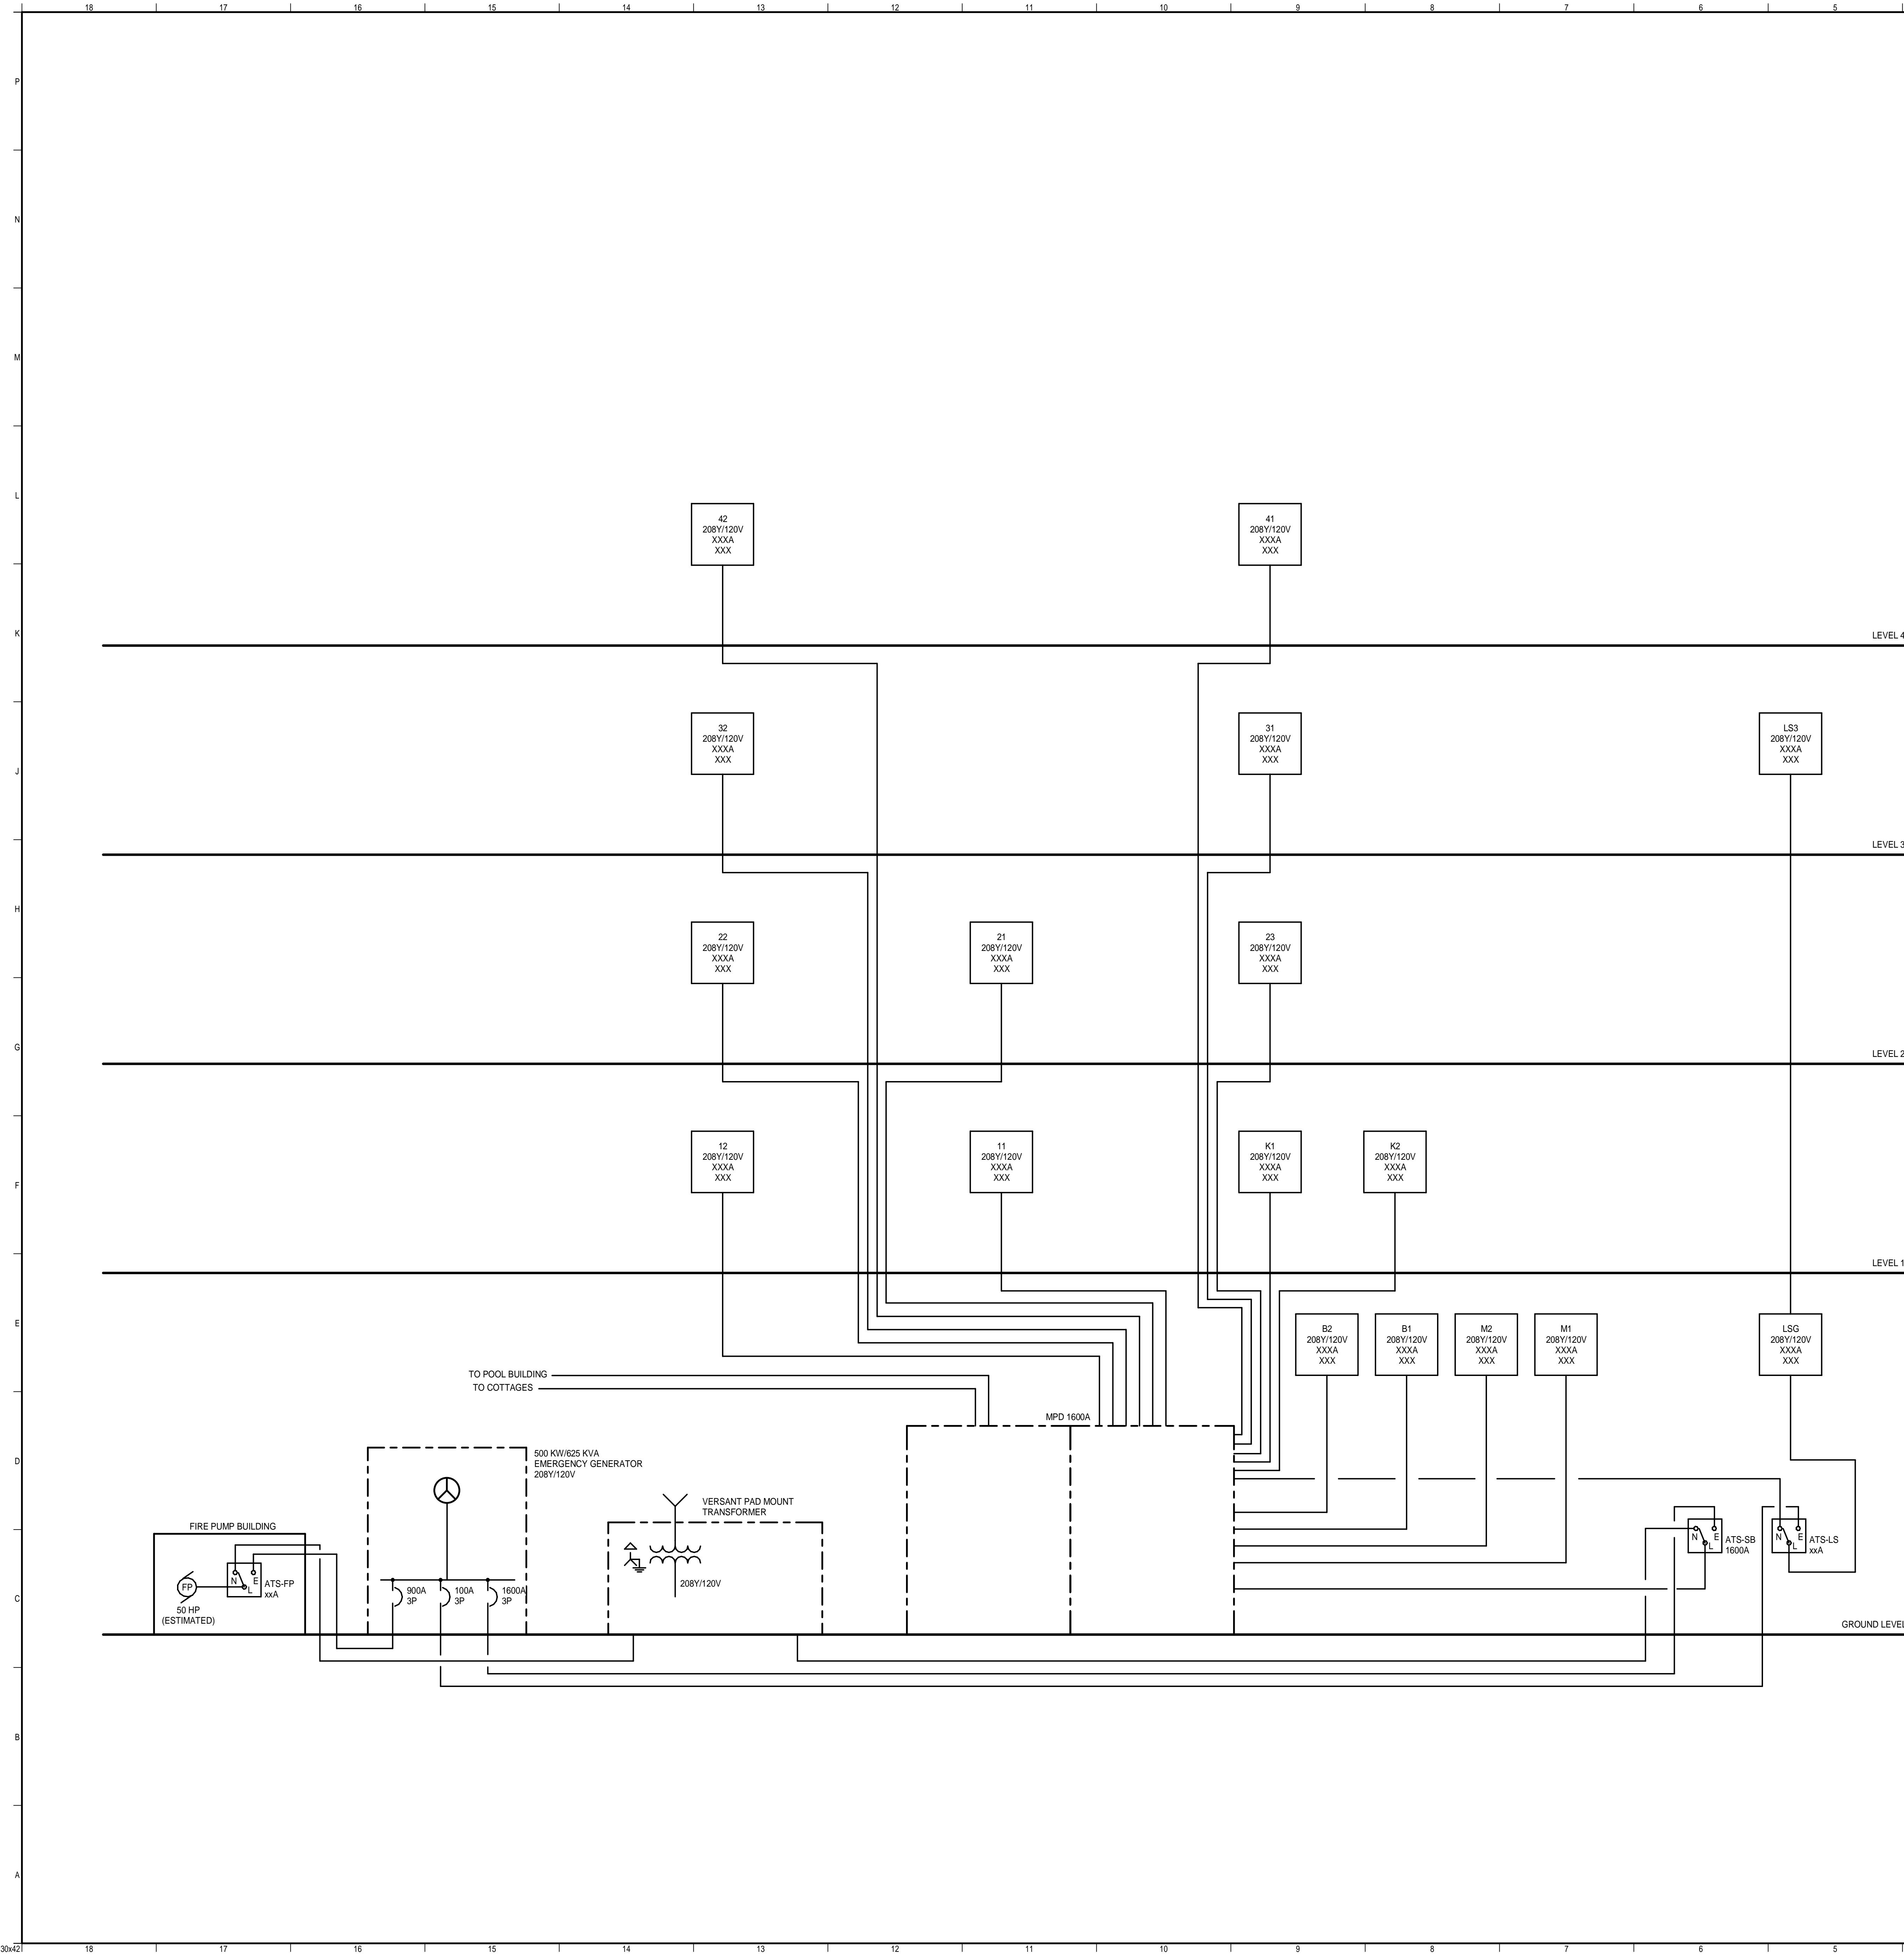 18 17 16 15 14 13 12 11 10 9 8 7 6 5
P
N
M
L
42
208Y/120V
XXXA
XXX
41
208Y/120V
XXXA
XXX
K
LEVEL 4
32
208Y/120V
XXXA
XXX
31
208Y/120V
XXXA
XXX
LS3
208Y/120V
XXXA
XXX
J
LEVEL 3
H
22
208Y/120V
XXXA
XXX
21
208Y/120V
XXXA
XXX
23
208Y/120V
XXXA
XXX
G
LEVEL 2
12
208Y/120V
XXXA
XXX
11
208Y/120V
XXXA
XXX
K1
208Y/120V
XXXA
XXX
K2
208Y/120V
XXXA
XXX
F
LEVEL 1
E
B2
208Y/120V
XXXA
XXX
B1
208Y/120V
XXXA
XXX
M2
208Y/120V
XXXA
XXX
M1
208Y/120V
XXXA
XXX
LSG
208Y/120V
XXXA
XXX
TO POOL BUILDING
TO COTTAGES
MPD 1600A
D
500 KW/625 KVA
EMERGENCY GENERATOR
208Y/120V
VERSANT PAD MOUNT
TRANSFORMER
FIRE PUMP BUILDING
N E
L
ATS-SB
1600A
N E
L
ATS-LS
xxA
FP
N E
L
ATS-FP
xxA
50 HP
(ESTIMATED)
900A
3P
100A
3P
1600A
3P
208Y/120V
C
GROUND LEVEL
B
A
30x42
18 17 16 15 14 13 12 11 10 9 8 7 6 5